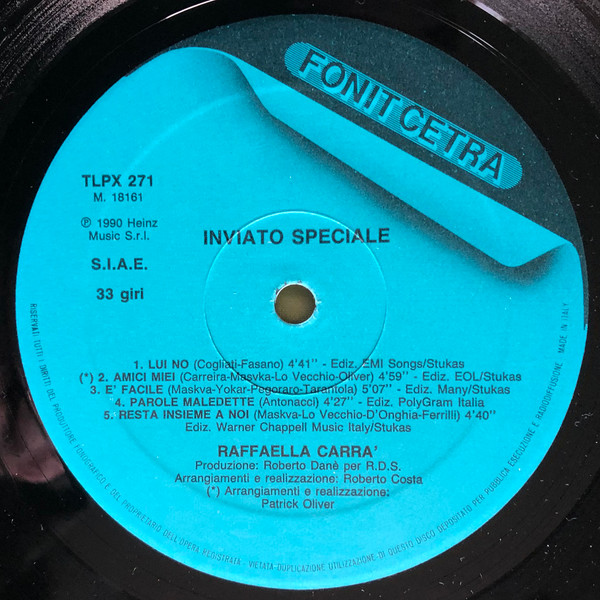 FONIT CETRA
TLPX 271
M. 18161
℗ 1990 Heinz
Music S.r.l.
S.I.A.E.
33 giri
INVIATO SPECIALE
1. LUI NO (Cogliati-Fasano) 4'41" - Ediz. EMI Songs/Stukas
(*) 2. AMICI MIEI (Carreira-Masvka-Lo Vecchio-Oliver) 4'59" - Ediz. EOL/Stukas
3. E' FACILE (Maskva-Yokar-Pegoraro-Tarantola) 5'07" - Ediz. Many/Stukas
4. PAROLE MALEDETTE (Antonacci) 4'27" - Ediz. PolyGram Italia
5. RESTA INSIEME A NOI (Maskva-Lo Vecchio-D'Onghia-Ferrilli) 4'40"
Ediz. Warner Chappell Music Italy/Stukas
RAFFAELLA CARRA'
Produzione: Roberto Danè per R.D.S.
Arrangiamenti e realizzazione: Roberto Costa
(*) Arrangiamenti e realizzazione:
Patrick Oliver
RISERVATI TUTTI I DIRITTI DEL PRODUTTORE FONOGRAFICO E DEL PROPRIETARIO DELL'OPERA REGISTRATA - VIETATA DUPLICAZIONE UTILIZZAZIONE DI QUESTO DISCO DEPOSITATO PER PUBBLICA ESECUZIONE E RADIODIFFUSIONE. MADE IN ITALY